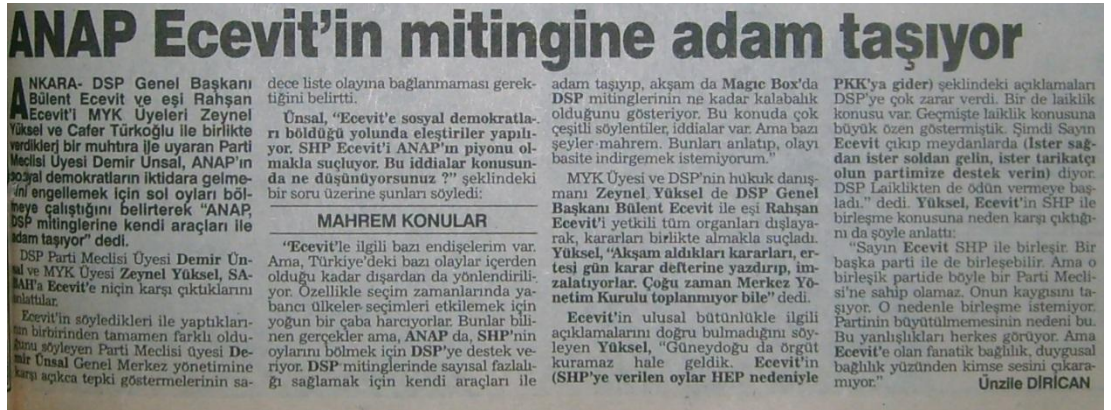 ANAP Ecevit'in mitingine adam taşıyor
ANKARA- DSP Genel Başkanı
Bülent Ecevit ve eşi Rahşan
Ecevit'i MYK Üyeleri Zeynel
Yüksel ve Cafer Türkoğlu ile birlikte
verdikleri bir muhtıra ile uyaran Parti
Meclisi Üyesi Demir Ünsal, ANAP'ın
sosyal demokratların iktidara gelme-
sini engellemek için sol oyları böl-
meye çalıştığını belirterek "ANAP,
DSP mitinglerine kendi araçları ile
adam taşıyor" dedi.
DSP Parti Meclisi Üyesi Demir Ün-
sal ve MYK Üyesi Zeynel Yüksel, SA-
BAH'a Ecevit'e niçin karşı çıktıklarını
anlattılar.
Ecevit'in söyledikleri ile yaptıkları-
nın birbirinden tamamen farklı oldu-
ğunu söyleyen Parti Meclisi üyesi De-
mir Ünsal Genel Merkez yönetimine
karşı açıkca tepki göstermelerinin sa-
dece liste olayına bağlanmaması gerek-
tiğini belirtti.
Ünsal, "Ecevit'e sosyal demokratla-
rı böldüğü yolunda eleştiriler yapılı-
yor. SHP Ecevit'i ANAP'ın piyonu ol-
makla suçluyor. Bu iddialar konusun-
da ne düşünüyorsunuz ?" şeklindeki
bir soru üzerine şunları söyledi:
MAHREM KONULAR
"Ecevit'le ilgili bazı endişelerim var.
Ama, Türkiye'deki bazı olaylar içerden
olduğu kadar dışardan da yönlendirili-
yor. Özellikle seçim zamanlarında ya-
bancı ülkeler seçimleri etkilemek için
yoğun bir çaba harcıyorlar. Bunlar bili-
nen gerçekler ama, ANAP da, SHP'nin
oylarını bölmek için DSP'ye destek ve-
riyor. DSP mitinglerinde sayısal fazlalı-
ğı sağlamak için kendi araçları ile
adam taşıyıp, akşam da Magıc Box'da
DSP mitinglerinin ne kadar kalabalık
olduğunu gösteriyor. Bu konuda çok
çeşitli söylentiler, iddialar var. Ama bazı
şeyler mahrem. Bunları anlatıp, olayı
basite indirgemek istemiyorum."
MYK Üyesi ve DSP'nin hukuk danış-
manı Zeynel Yüksel de DSP Genel
Başkanı Bülent Ecevit ile eşi Rahşan
Ecevit'i yetkili tüm organları dışlaya-
rak, kararları birlikte almakla suçladı.
Yüksel, "Akşam aldıkları kararları, er-
tesi gün karar defterine yazdırıp, im-
zalatıyorlar. Çoğu zaman Merkez Yö-
netim Kurulu toplanmıyor bile" dedi.
Ecevit'in ulusal bütünlükle ilgili
açıklamalarını doğru bulmadığını söy-
leyen Yüksel, "Güneydoğu da örgüt
kuramaz hale geldik. Ecevit'in
(SHP'ye verilen oylar HEP nedeniyle
PKK'ya gider) şeklindeki açıklamaları
DSP'ye çok zarar verdi. Bir de laiklik
konusu var. Geçmişte laiklik konusuna
büyük özen göstermiştik. Şimdi Sayın
Ecevit çıkıp meydanlarda (Ister sağ-
dan ister soldan gelin, ister tarikatçı
olun partimize destek verin) diyor.
DSP Laiklikten de ödün vermeye baş-
ladı." dedi. Yüksel, Ecevit'in SHP ile
birleşme konusuna neden karşı çıktığı-
nı da şöyle anlattı:
"Sayın Ecevit SHP ile birleşir. Bir
başka parti ile de birleşebilir. Ama o
birleşik partide böyle bir Parti Mecli-
si'ne sahip olamaz. Onun kaygısını ta-
şıyor. O nedenle birleşme istemiyor.
Partinin büyütülmemesinin nedeni bu.
Bu yanlışlıkları herkes görüyor. Ama
Ecevit'e olan fanatik bağlılık, duygusal
bağlılık yüzünden kimse sesini çıkara-
mıyor."
Ünzile DİRİCAN